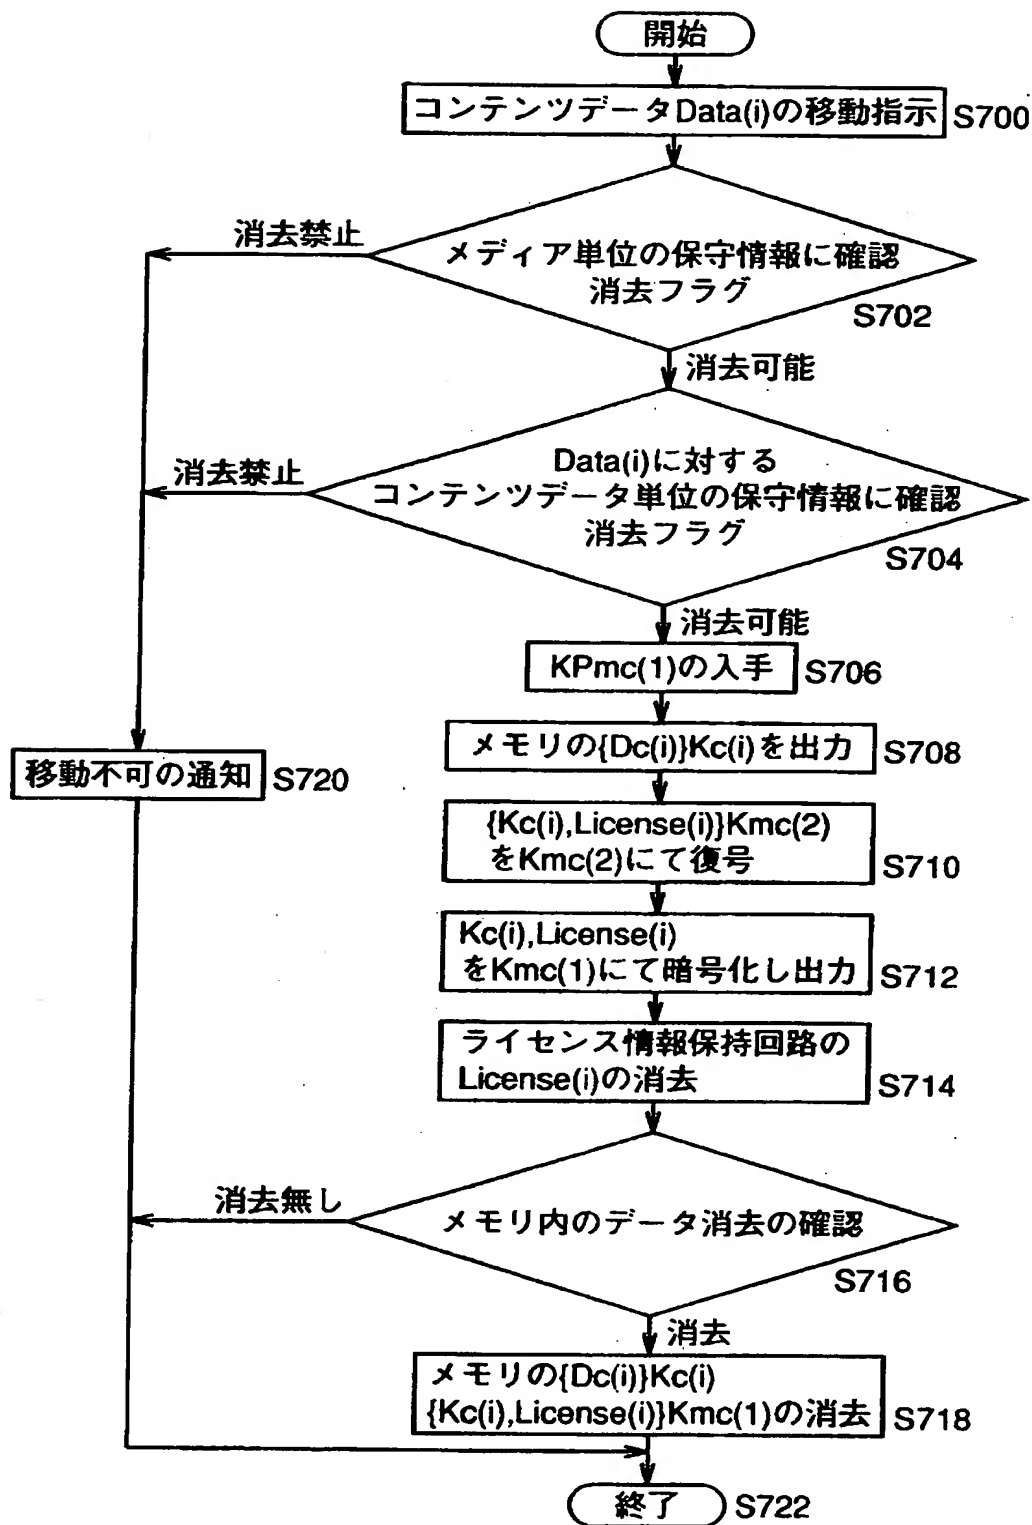 開始
コンテンツデータData(i)の移動指示 S700
消去禁止
メディア単位の保守情報に確認
消去フラグ
S702
消去可能
消去禁止
Data(i)に対する
コンテンツデータ単位の保守情報に確認
消去フラグ
S704
消去可能
KPmc(1)の入手 S706
メモリの{Dc(i)}Kc(i)を出力 S708
移動不可の通知 S720
{Kc(i),License(i)}Kmc(2)
をKmc(2)にて復号 S710
Kc(i),License(i)
をKmc(1)にて暗号化し出力 S712
ライセンス情報保持回路の
License(i)の消去 S714
消去無し
メモリ内のデータ消去の確認
S716
消去
メモリの{Dc(i)}Kc(i)
{Kc(i),License(i)}Kmc(1)の消去 S718
終了 S722